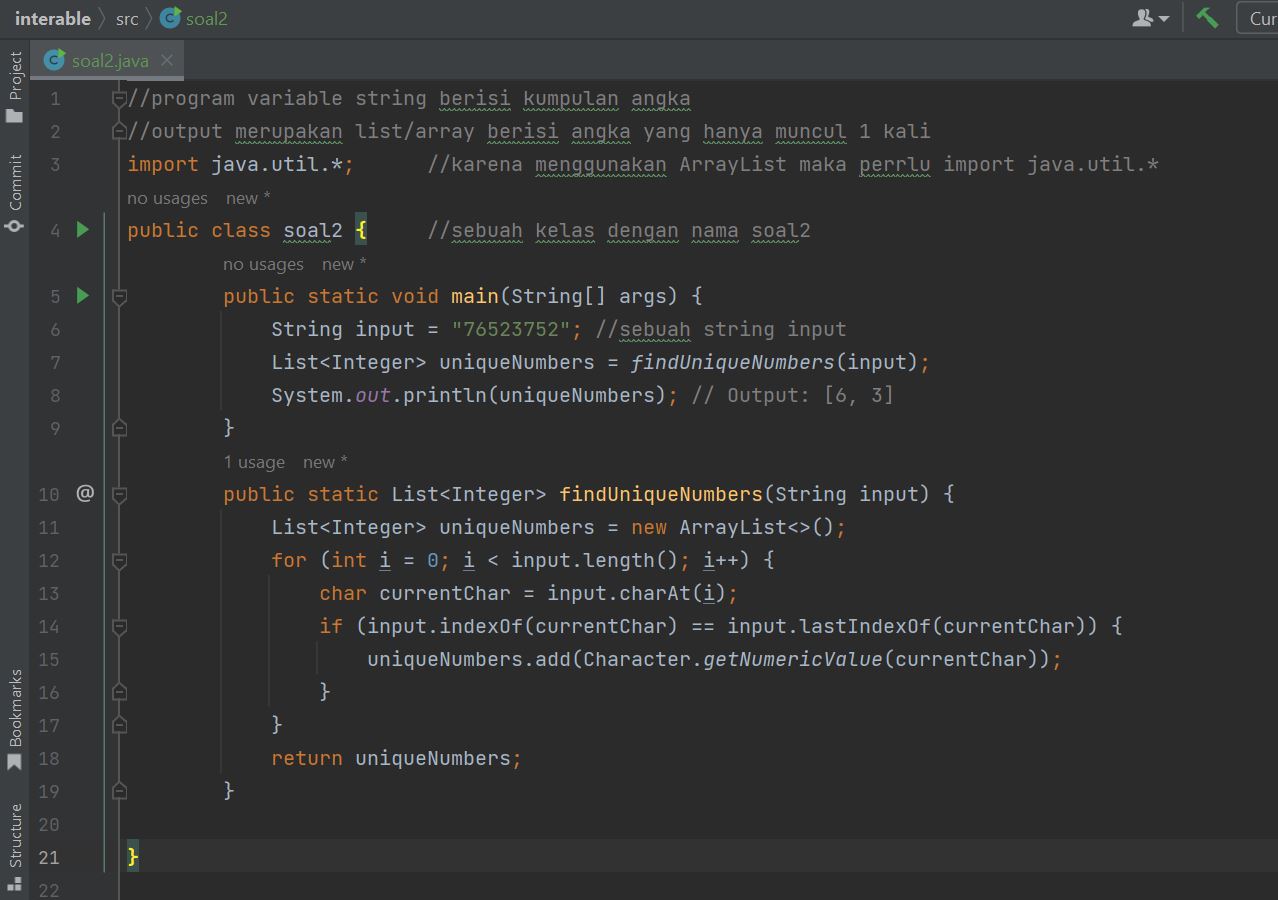 interable src soal2
Cur
soal2.java
Project
Commit
Bookmarks
Structure
1 //program variable string berisi kumpulan angka
2 //output merupakan list/array berisi angka yang hanya muncul 1 kali
3 import java.util.*; //karena menggunakan ArrayList maka perrlu import java.util.*
no usages new *
4 public class soal2 { //sebuah kelas dengan nama soal2
no usages new *
5 public static void main(String[] args) {
6 String input = "76523752"; //sebuah string input
7 List<Integer> uniqueNumbers = findUniqueNumbers(input);
8 System.out.println(uniqueNumbers); // Output: [6, 3]
9 }
1 usage new *
10 @ public static List<Integer> findUniqueNumbers(String input) {
11 List<Integer> uniqueNumbers = new ArrayList<>();
12 for (int i = 0; i < input.length(); i++) {
13 char currentChar = input.charAt(i);
14 if (input.indexOf(currentChar) == input.lastIndexOf(currentChar)) {
15 uniqueNumbers.add(Character.getNumericValue(currentChar));
16 }
17 }
18 return uniqueNumbers;
19 }
20
21 }
22